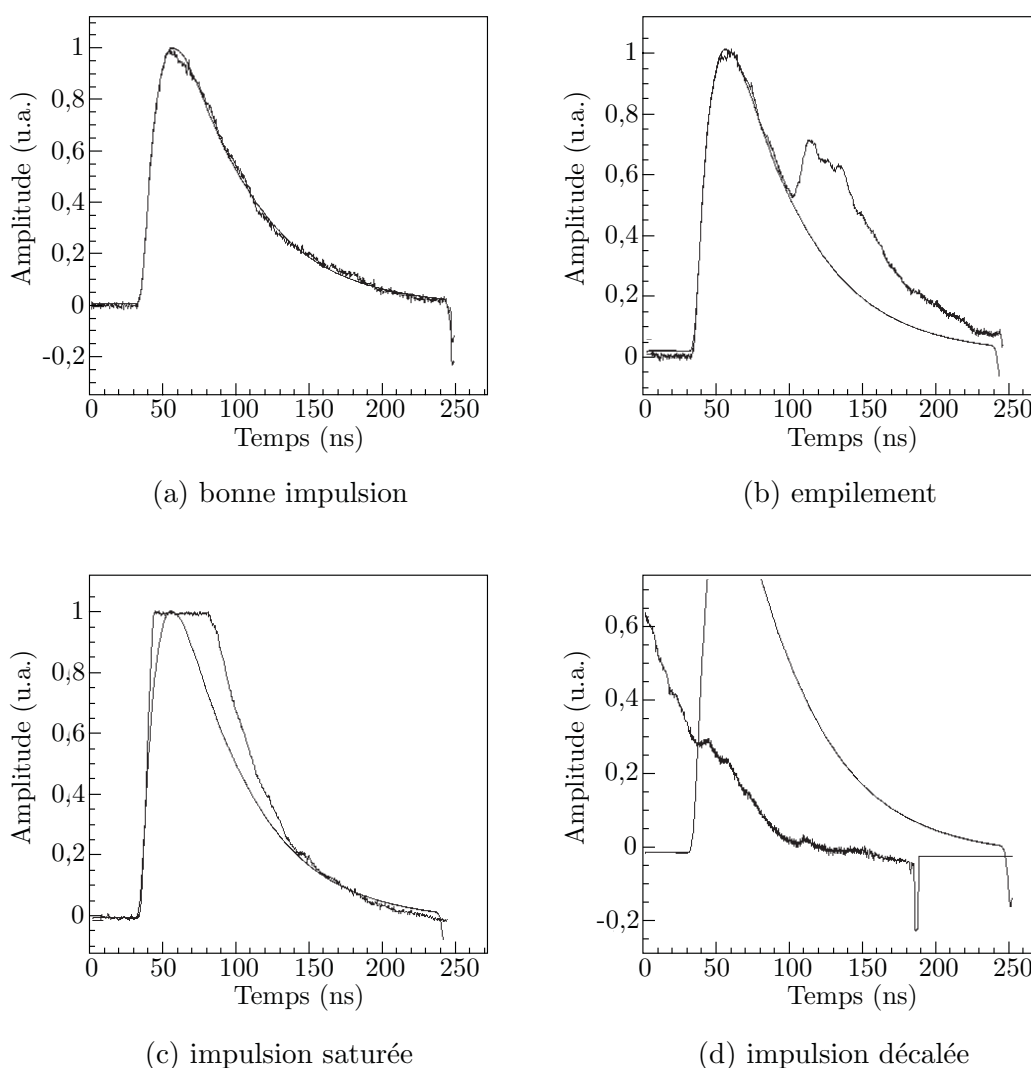 1
0,8
0,6
0,4
0,2
0
-0,2
Amplitude (u.a.)
0 50 100 150 200 250
Temps (ns)
(a) bonne impulsion
1
0,8
0,6
0,4
0,2
0
Amplitude (u.a.)
0 50 100 150 200 250
Temps (ns)
(b) empilement
1
0,8
0,6
0,4
0,2
0
Amplitude (u.a.)
0 50 100 150 200 250
Temps (ns)
(c) impulsion saturée
0,6
0,4
0,2
0
-0,2
Amplitude (u.a.)
0 50 100 150 200 250
Temps (ns)
(d) impulsion décalée